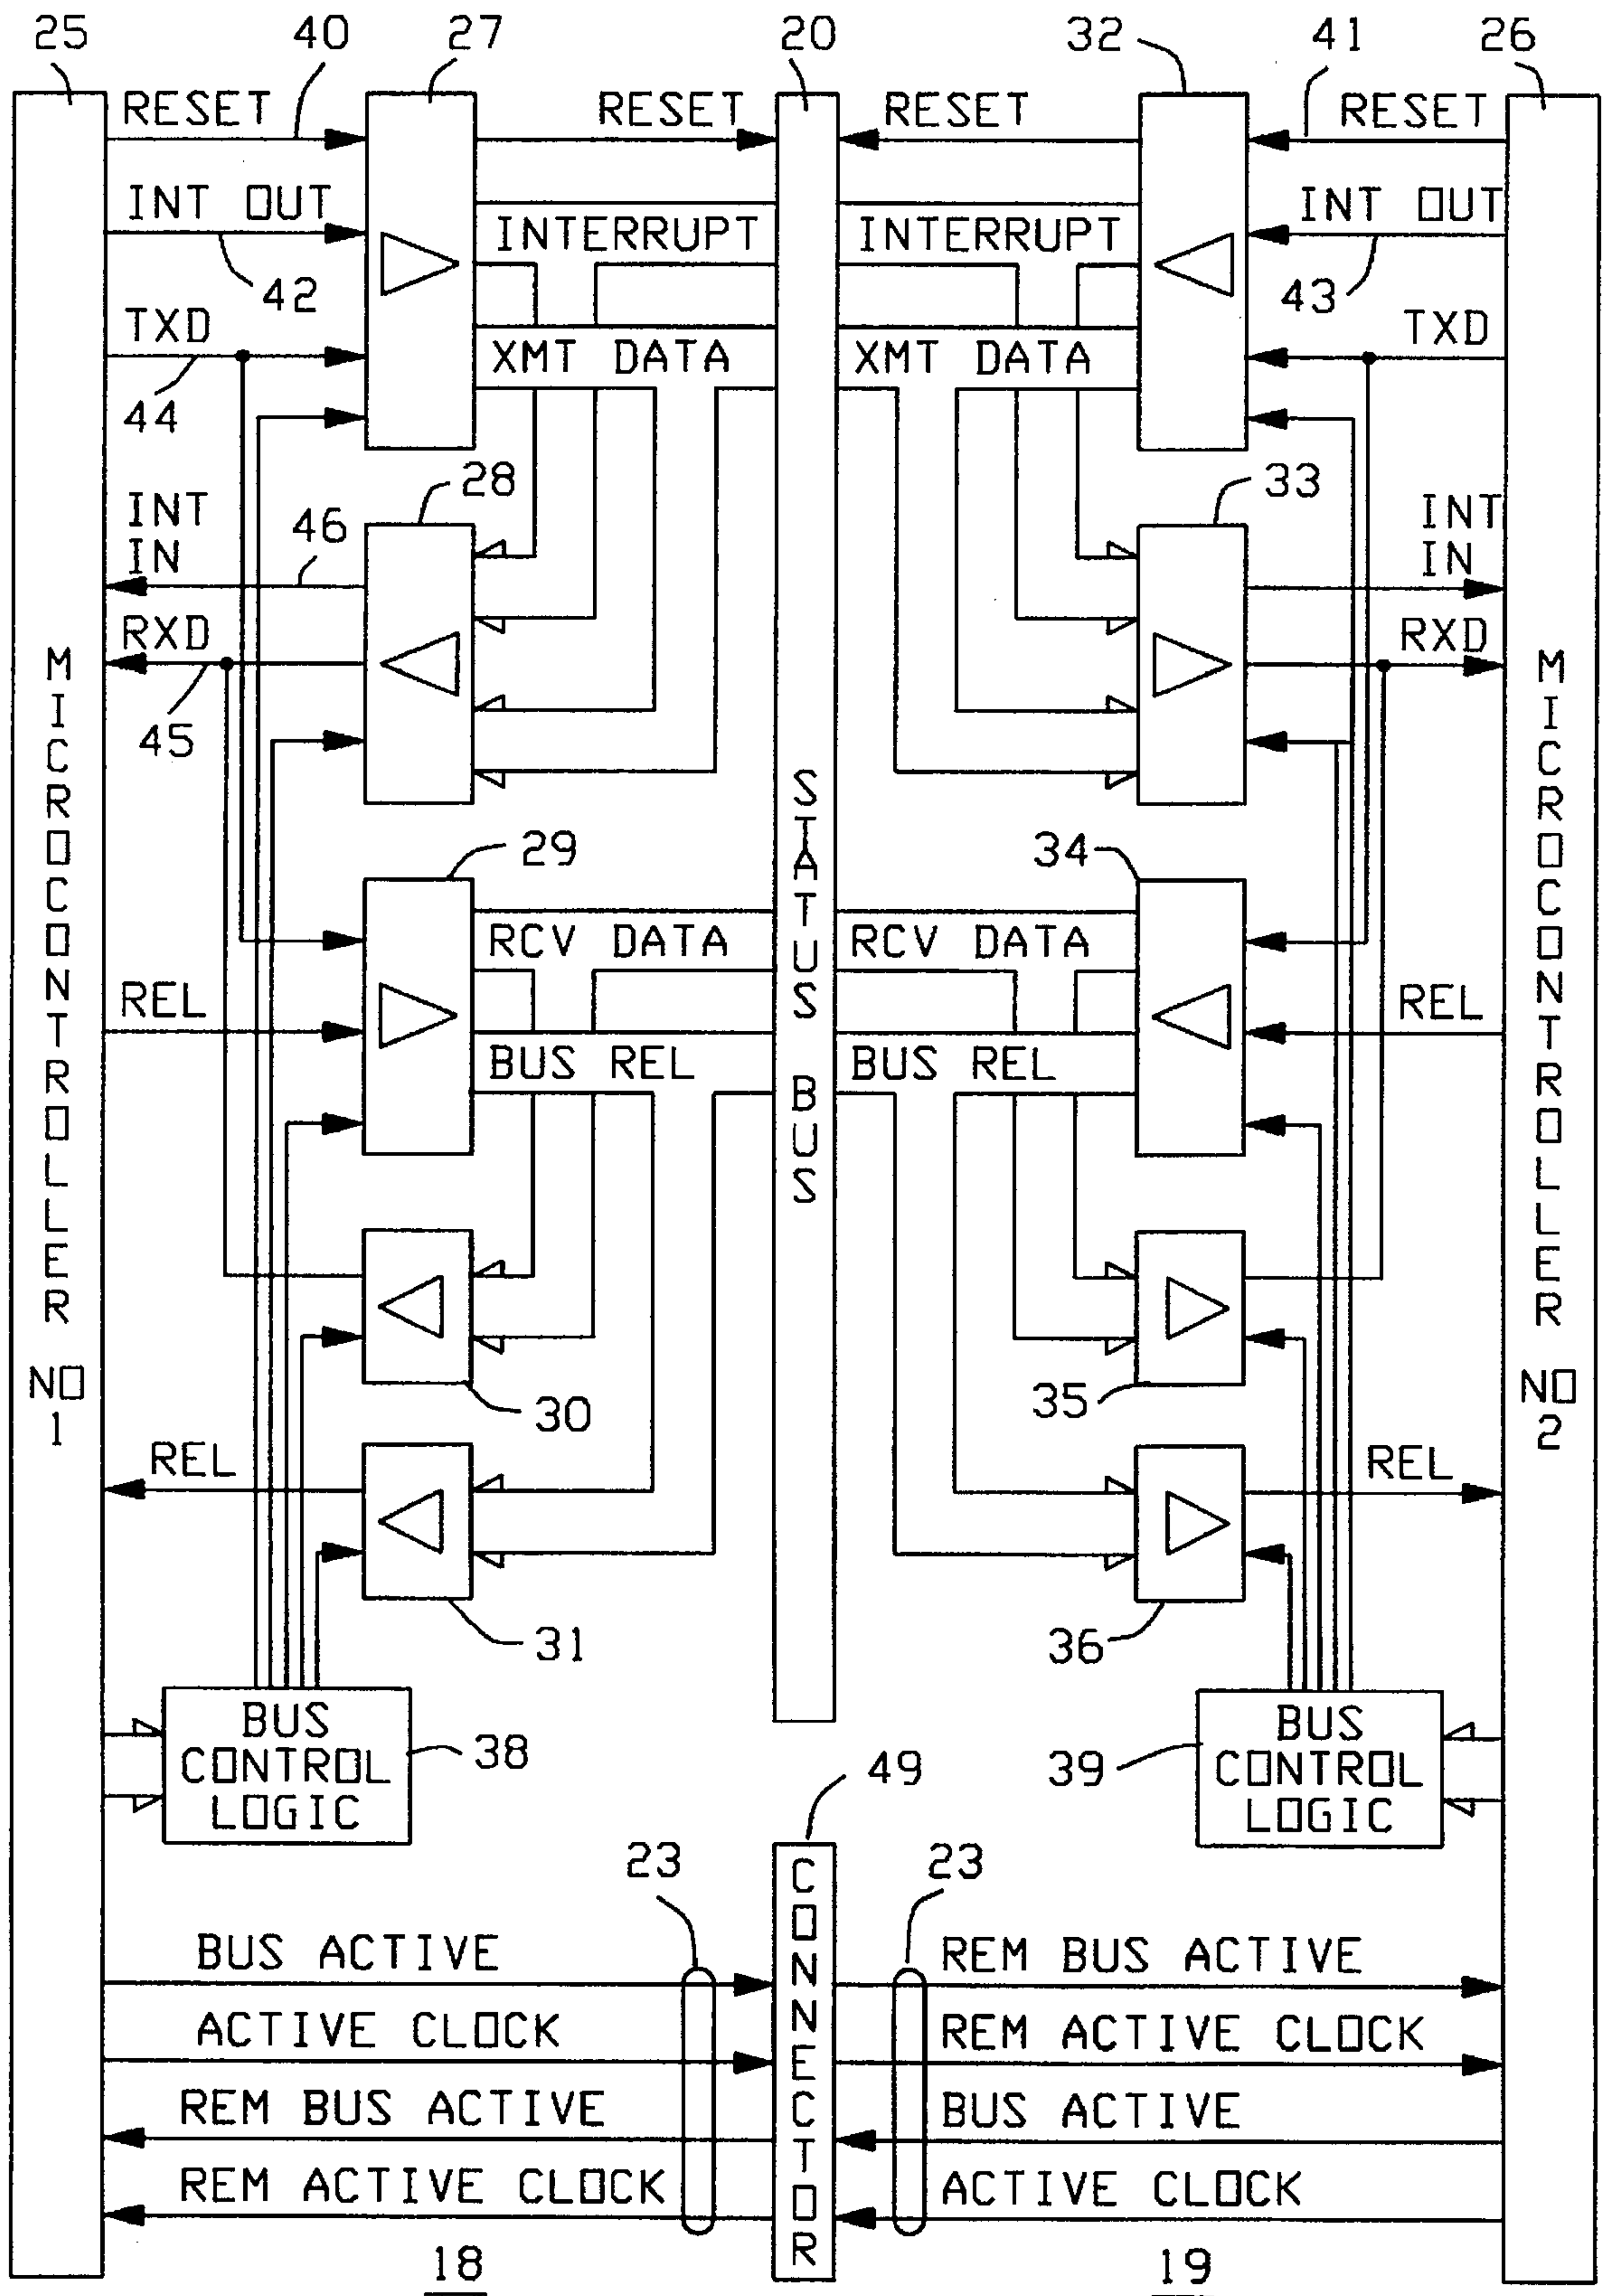 25 40 27 20 32 41 26
RESET RESET RESET RESET
INT OUT INT OUT
INTERRUPT INTERRUPT
42 43
TXD TXD
XMT DATA XMT DATA
44
28 33
INT IN 46 INT IN
RXD RXD
45
MICROCONTROLLER NO 1
STATUS BUS
MICROCONTROLLER NO 2
29 34
RCV DATA RCV DATA
REL REL
BUS REL BUS REL
30 35
REL REL
31 36
BUS CONTROL LOGIC 38
39 BUS CONTROL LOGIC
49
CONNECTOR
23 23
BUS ACTIVE REM BUS ACTIVE
ACTIVE CLOCK REM ACTIVE CLOCK
REM BUS ACTIVE BUS ACTIVE
REM ACTIVE CLOCK ACTIVE CLOCK
18 19